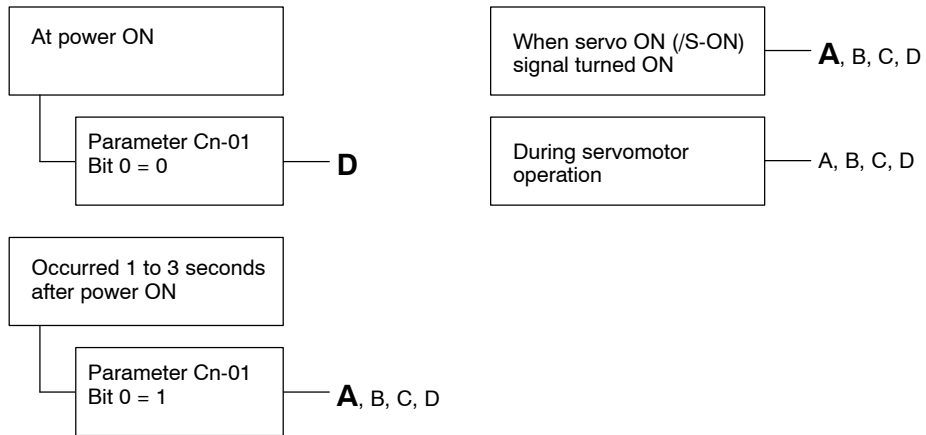 At power ON
Parameter Cn-01
Bit 0 = 0
D
Occurred 1 to 3 seconds
after power ON
Parameter Cn-01
Bit 0 = 1
A, B, C, D
When servo ON (/S-ON)
signal turned ON
A, B, C, D
During servomotor
operation
A, B, C, D